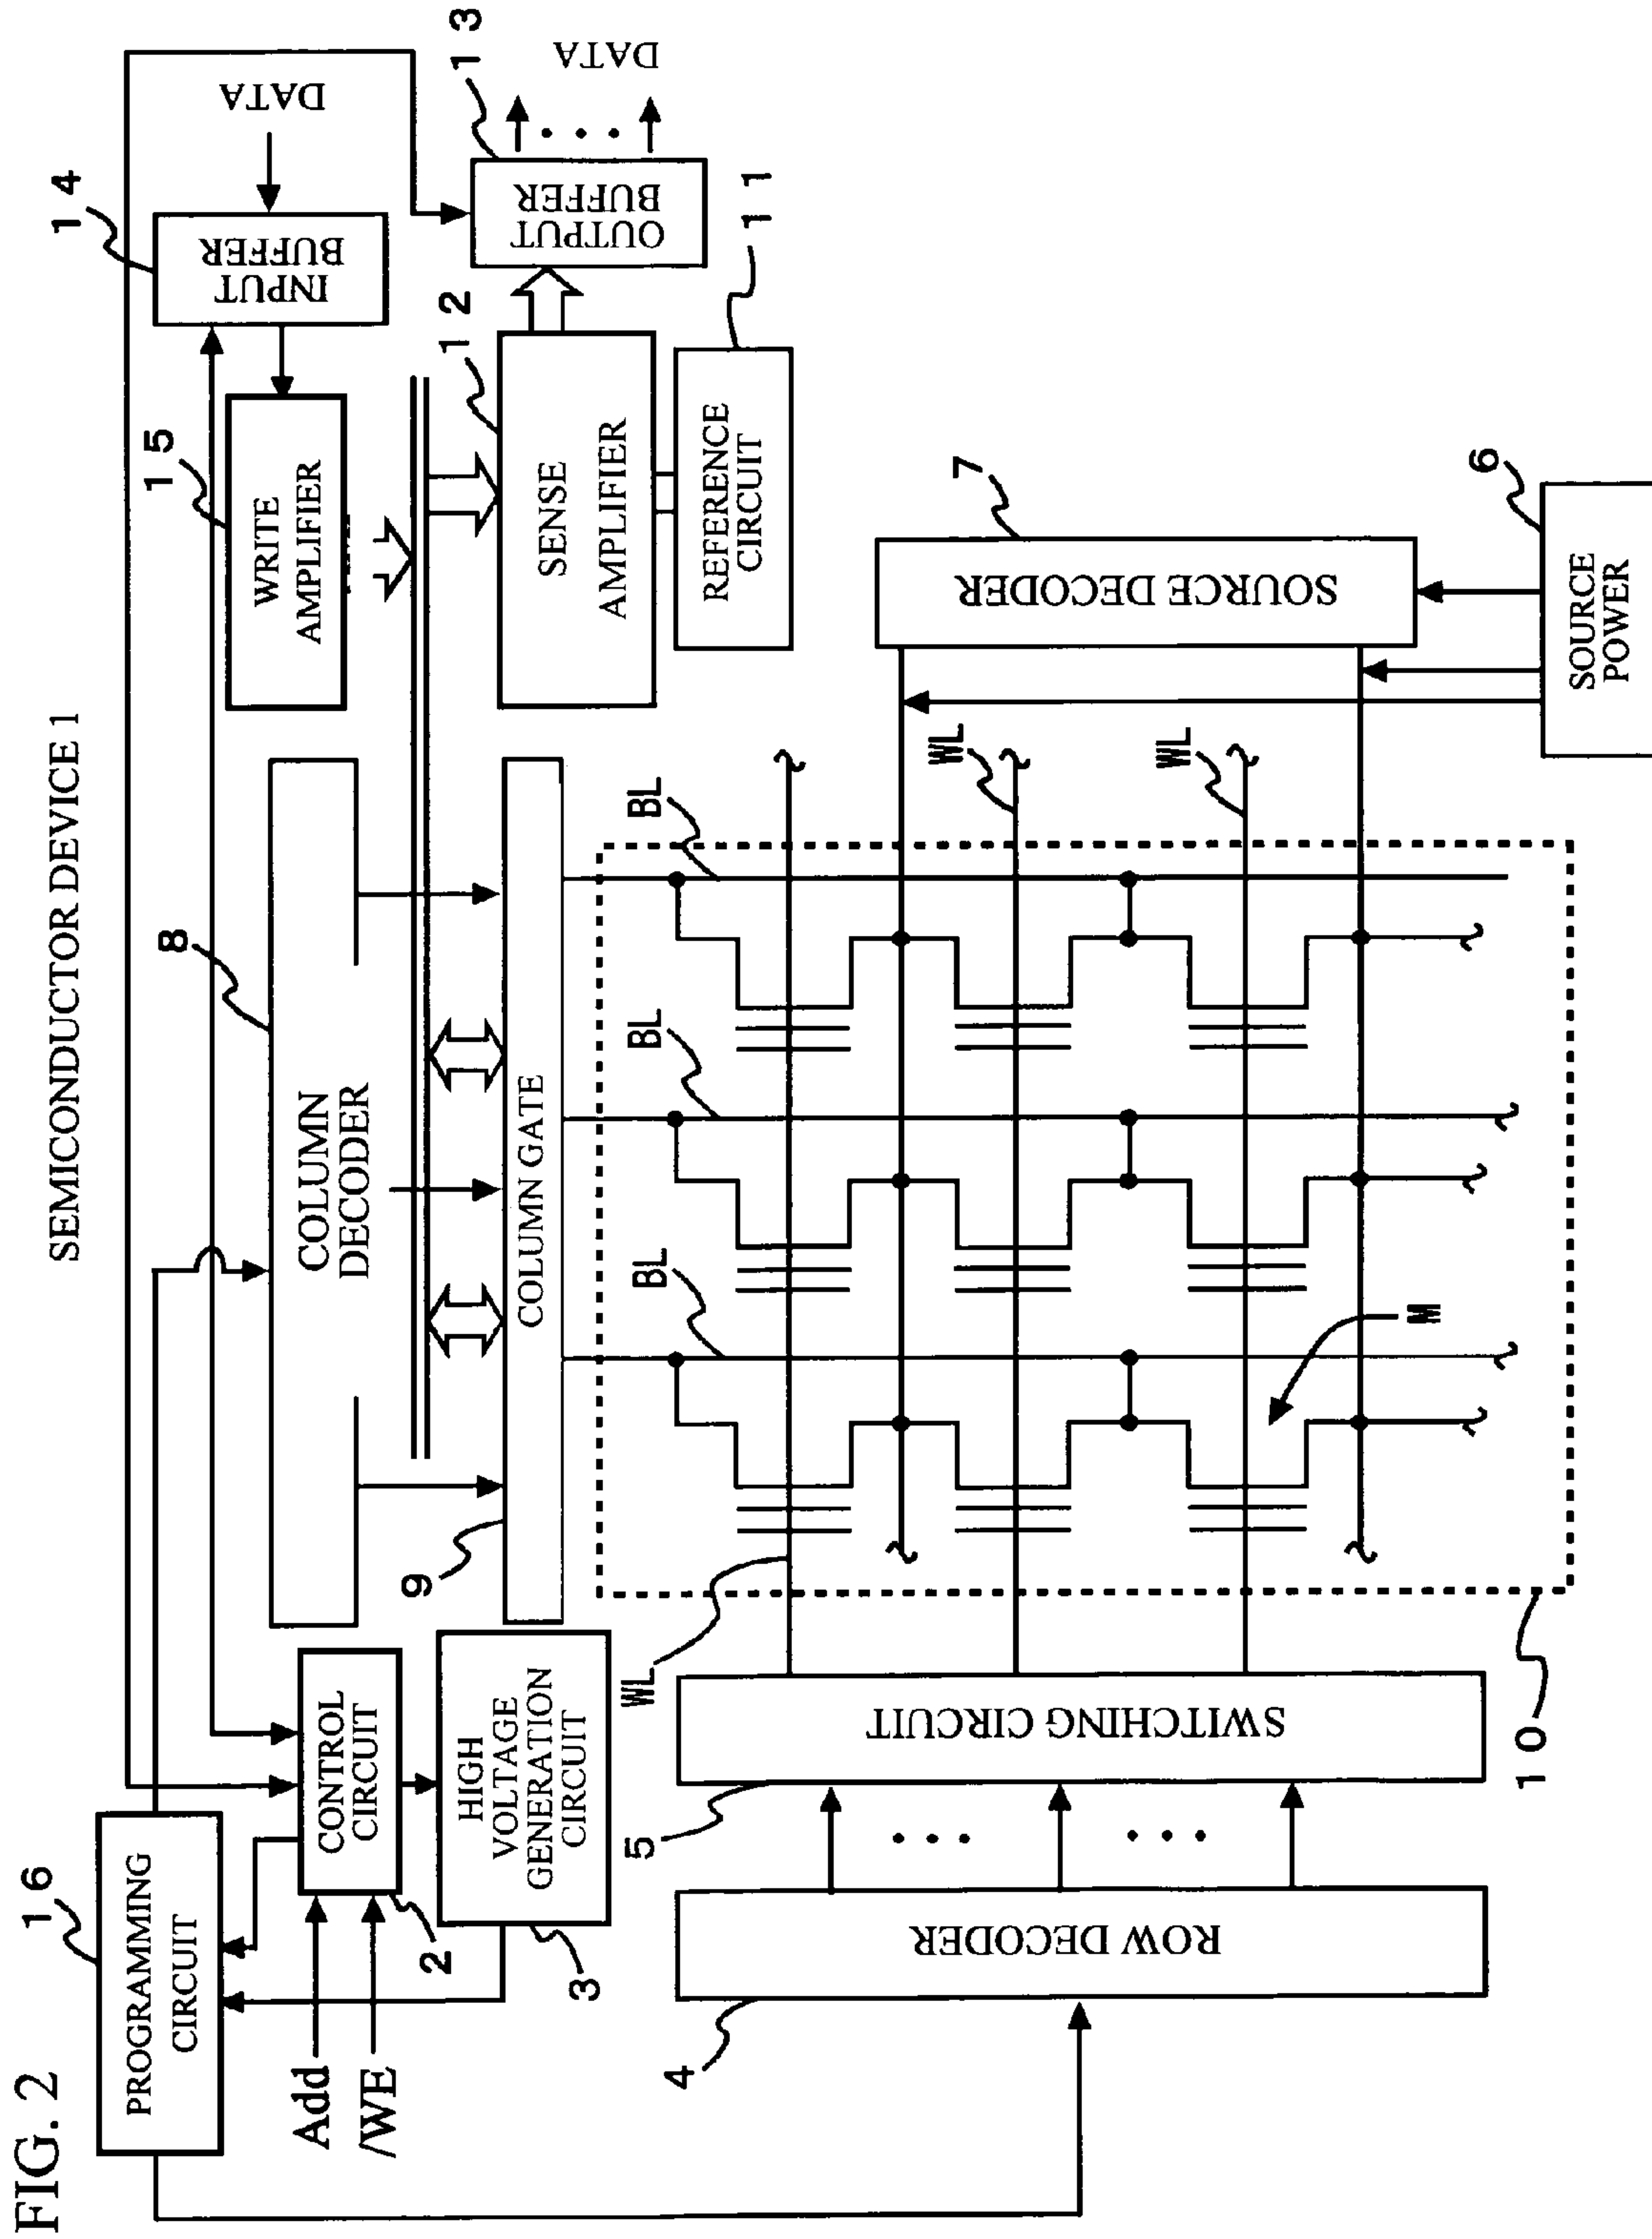 FIG. 2
SEMICONDUCTOR DEVICE 1
16
PROGRAMMING
CIRCUIT
Add
/WE
CONTROL
CIRCUIT
2
HIGH
VOLTAGE
GENERATION
CIRCUIT
3
8
COLUMN
DECODER
9
COLUMN GATE
15
WRITE
AMPLIFIER
14
INPUT
BUFFER
DATA
12
SENSE
AMPLIFIER
13
OUTPUT
BUFFER
DATA
REFERENCE
CIRCUIT
11
4
ROW DECODER
5
SWITCHING CIRCUIT
WL
BL
BL
BL
WL
WL
M
10
7
SOURCE DECODER
6
SOURCE
POWER